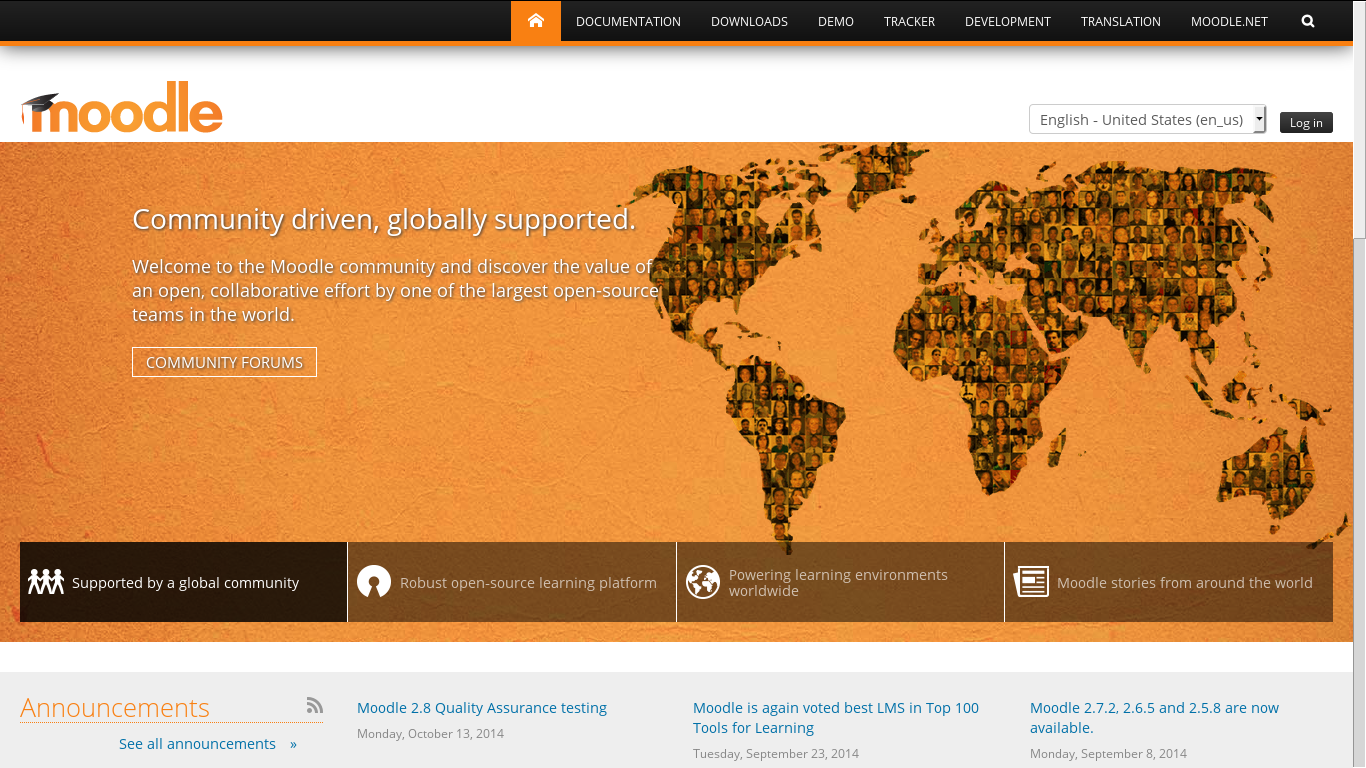 DOCUMENTATION DOWNLOADS DEMO TRACKER DEVELOPMENT TRANSLATION MOODLE.NET
moodle
English - United States (en_us)
Log in
Community driven, globally supported.
Welcome to the Moodle community and discover the value of
an open, collaborative effort by one of the largest open-source
teams in the world.
COMMUNITY FORUMS
Supported by a global community
Robust open-source learning platform
Powering learning environments
worldwide
Moodle stories from around the world
Announcements
See all announcements »
Moodle 2.8 Quality Assurance testing
Monday, October 13, 2014
Moodle is again voted best LMS in Top 100
Tools for Learning
Tuesday, September 23, 2014
Moodle 2.7.2, 2.6.5 and 2.5.8 are now
available.
Monday, September 8, 2014